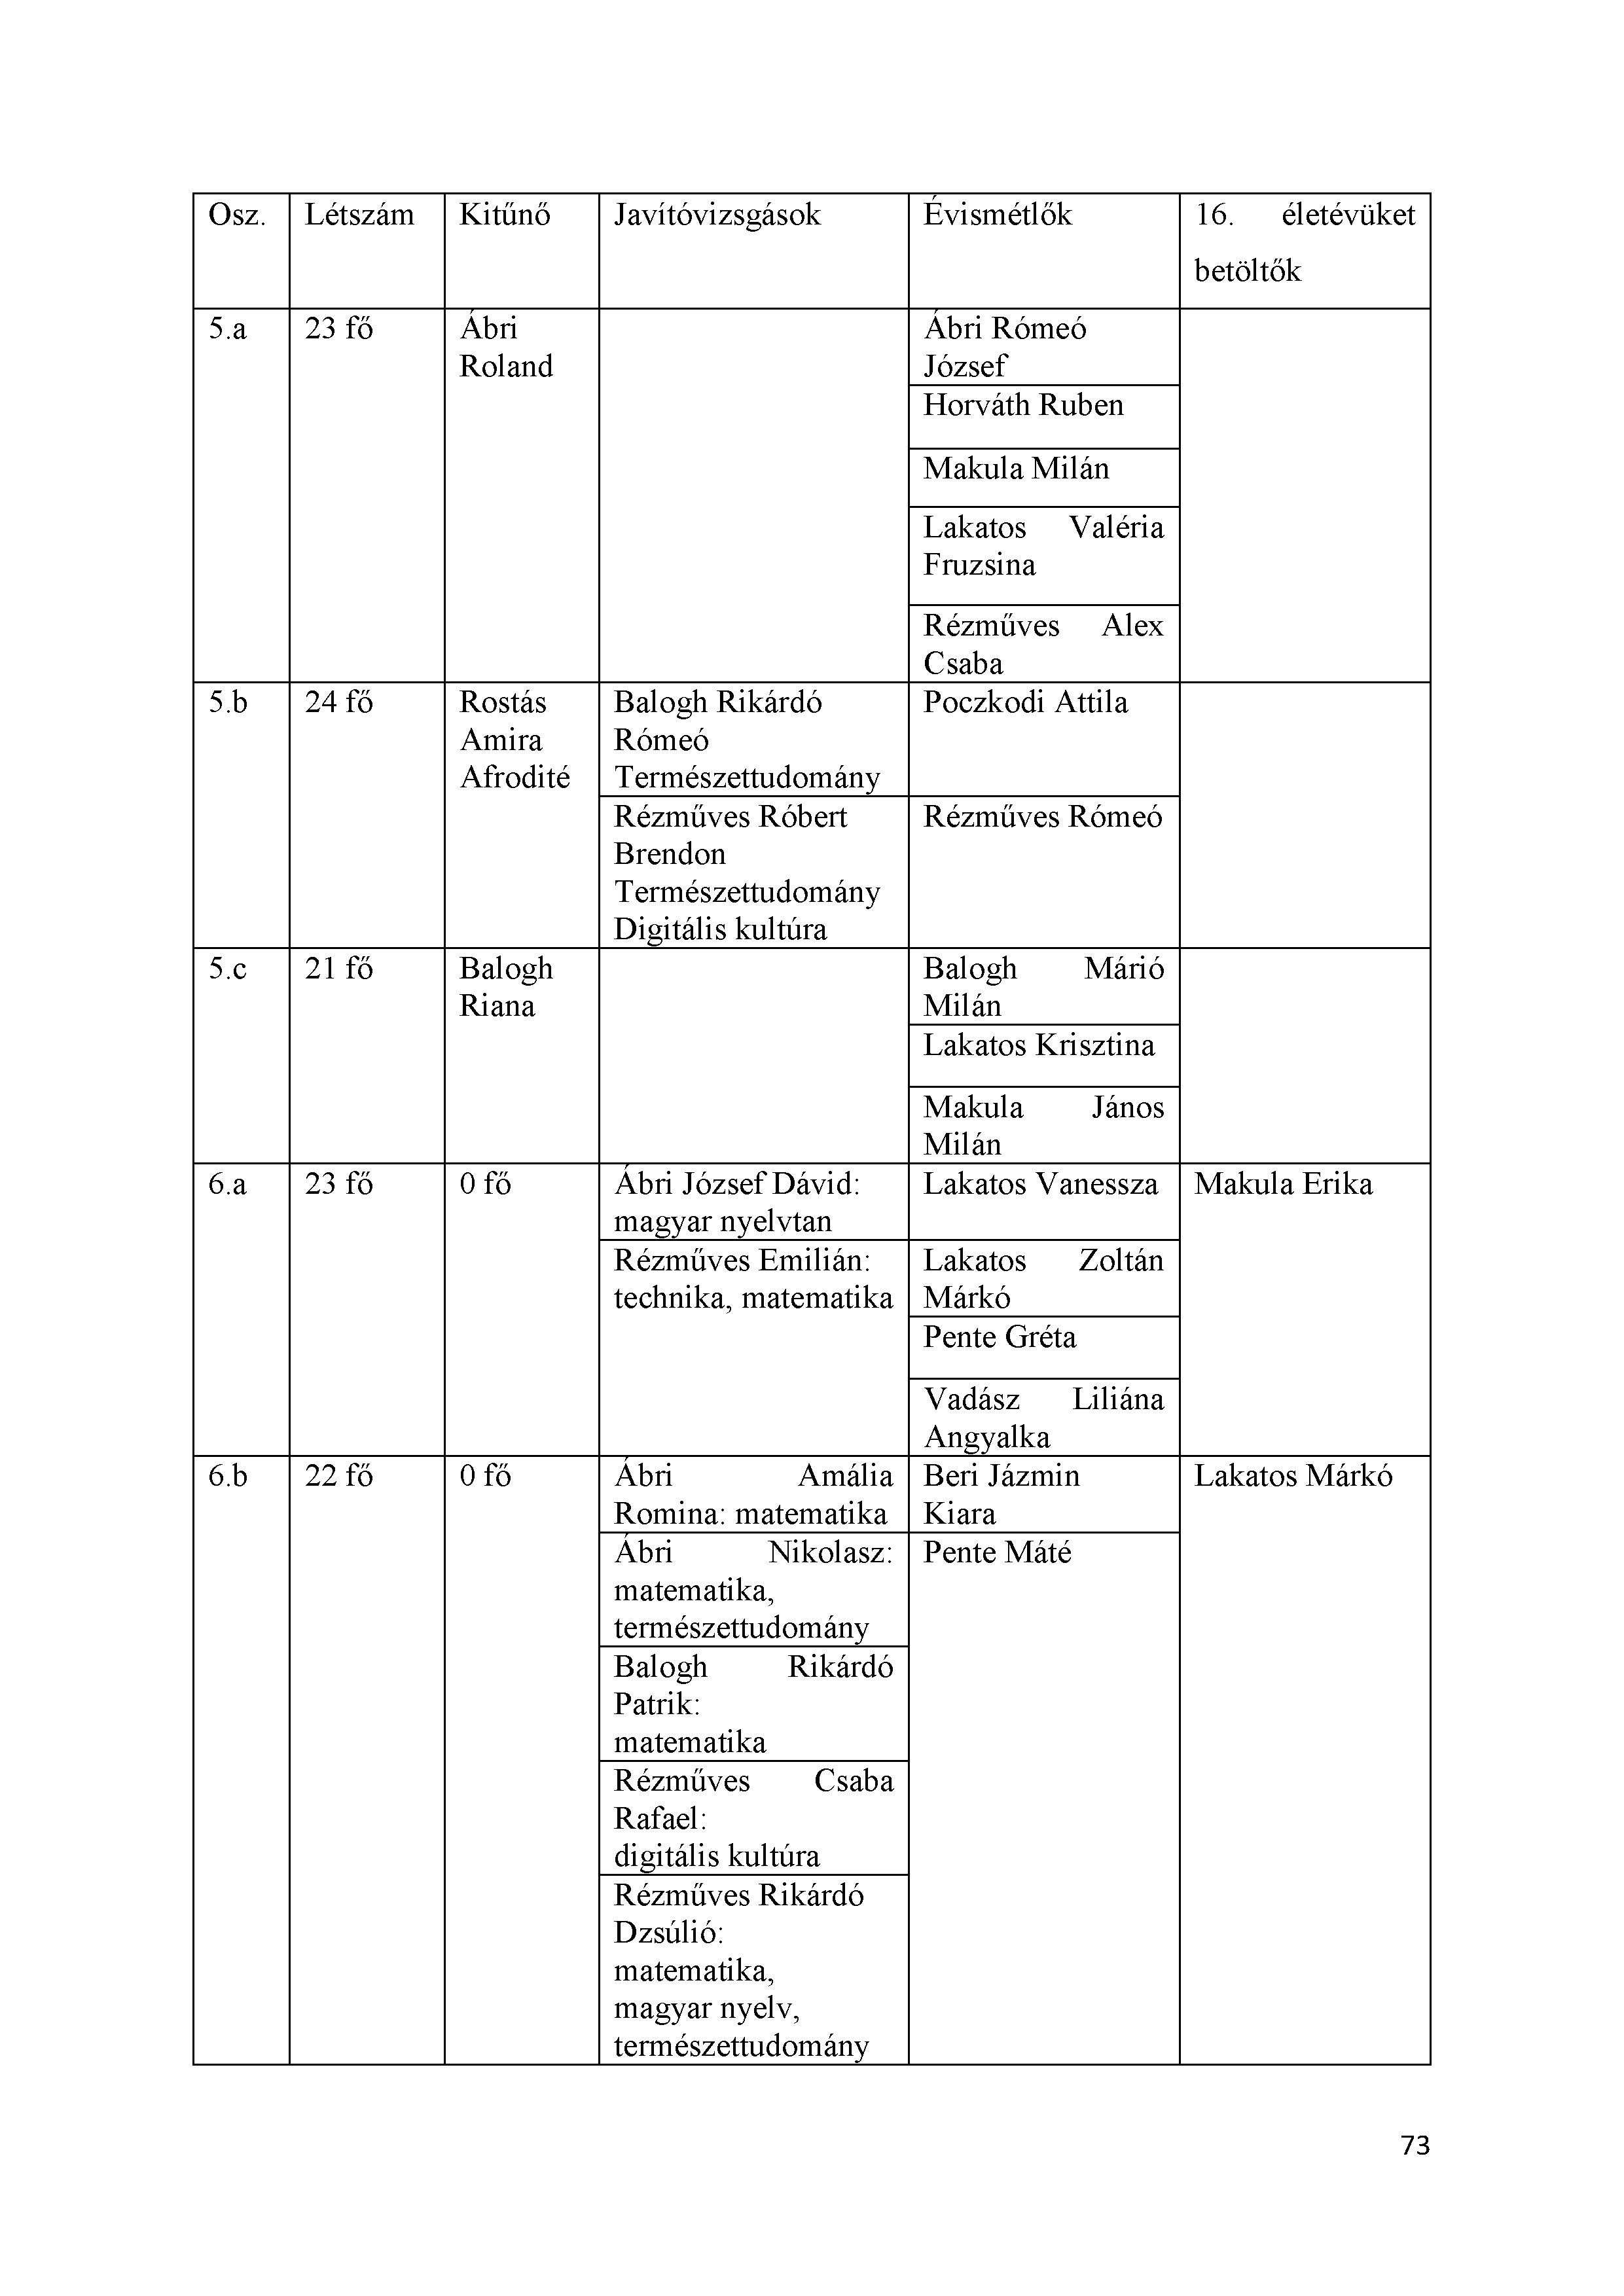 Osz. Létszám Kitűnő Javítóvizsgások Évismétlők 16. életévüket
betöltők
5.a 23 fő Ábri
Roland
Ábri Rómeó
József
Horváth Ruben
Makula Milán
Lakatos Valéria
Fruzsina
Rézműves Alex
Csaba
5.b 24 fő Rostás
Amira
Afrodité
Balogh Rikárdó
Rómeó
Természettudomány
Poczkodi Attila
Rézműves Róbert
Brendon
Természettudomány
Digitális kultúra
Rézműves Rómeó
5.c 21 fő Balogh
Riana
Balogh Márió
Milán
Lakatos Krisztina
Makula János
Milán
6.a 23 fő 0 fő Ábri József Dávid:
magyar nyelvtan
Lakatos Vanessza
Makula Erika
Rézműves Emilián:
technika, matematika
Lakatos Zoltán
Márkó
Pente Gréta
Vadász Liliána
Angyalka
6.b 22 fő 0 fő Ábri Amália
Romina: matematika
Beri Jázmin
Kiara
Lakatos Márkó
Ábri Nikolasz:
matematika,
természettudomány
Pente Máté
Balogh Rikárdó
Patrik:
matematika
Rézműves Csaba
Rafael:
digitális kultúra
Rézműves Rikárdó
Dzsúlió:
matematika,
magyar nyelv,
természettudomány
73